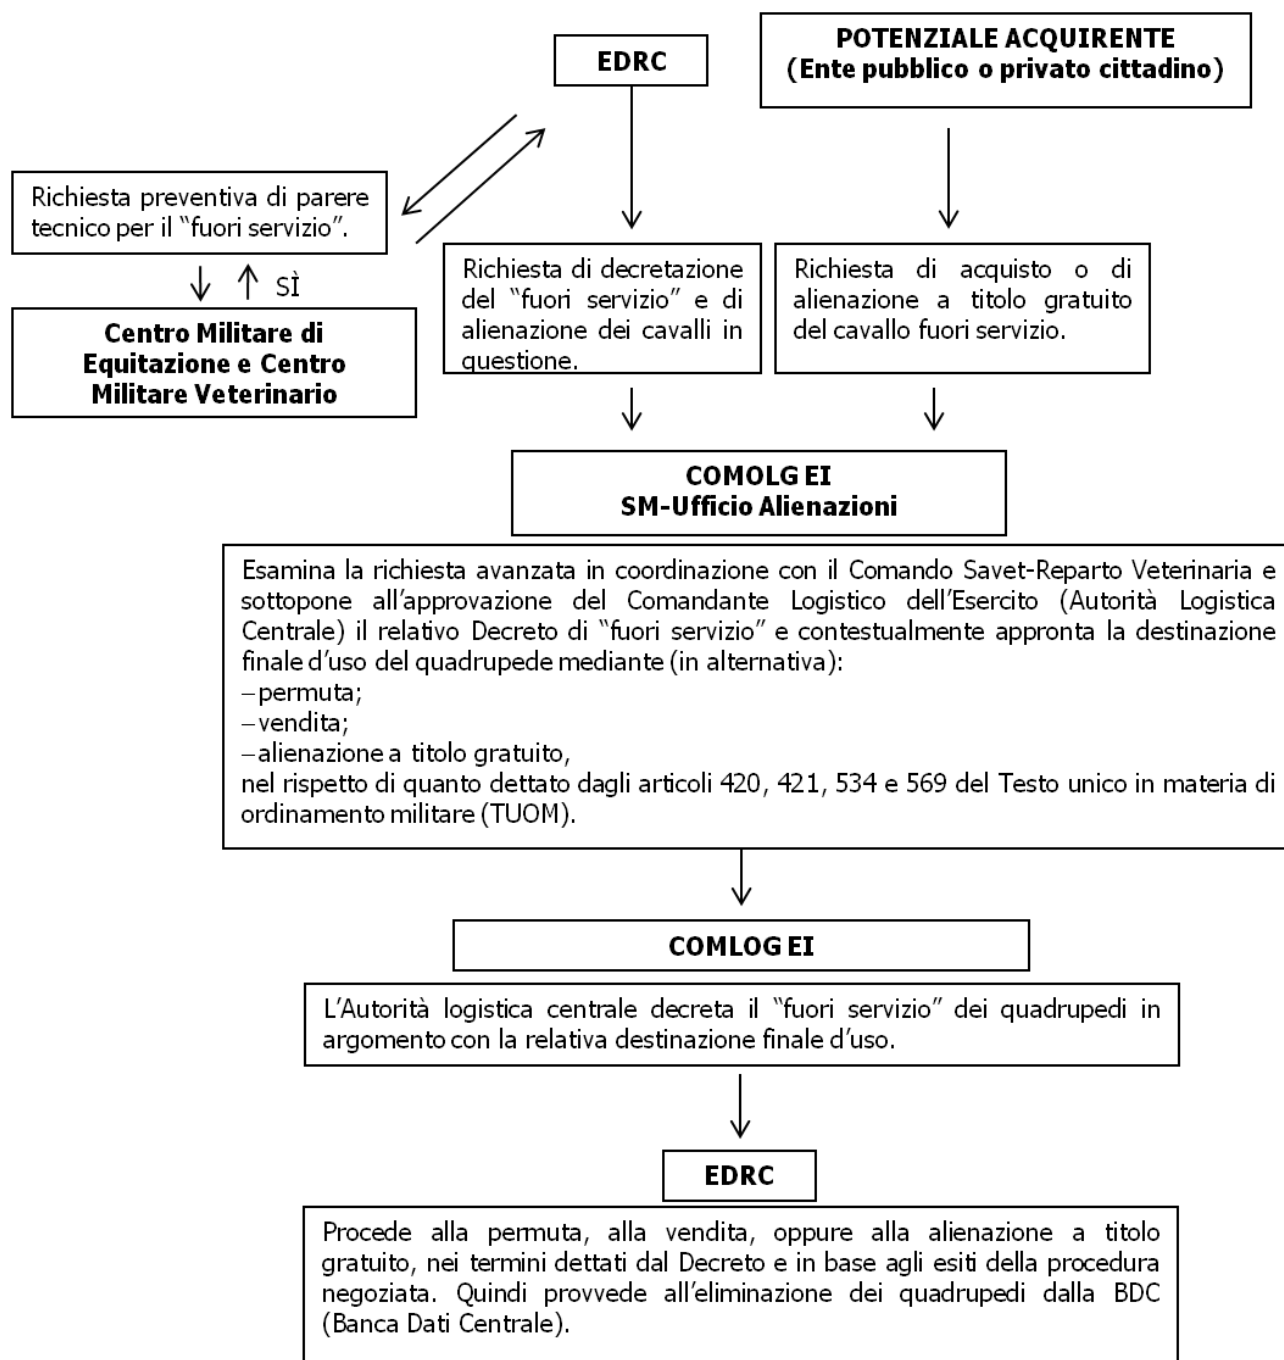 EDRC
POTENZIALE ACQUIRENTE
(Ente pubblico o privato cittadino)
Richiesta preventiva di parere
tecnico per il “fuori servizio”.
SÌ
Centro Militare di
Equitazione e Centro
Militare Veterinario
Richiesta di decretazione
del “fuori servizio” e di
alienazione dei cavalli in
questione.
Richiesta di acquisto o di
alienazione a titolo gratuito
del cavallo fuori servizio.
COMOLG EI
SM-Ufficio Alienazioni
Esamina la richiesta avanzata in coordinazione con il Comando Savet-Reparto Veterinaria e
sottopone all’approvazione del Comandante Logistico dell’Esercito (Autorità Logistica
Centrale) il relativo Decreto di “fuori servizio” e contestualmente appronta la destinazione
finale d’uso del quadrupede mediante (in alternativa):
–permuta;
–vendita;
–alienazione a titolo gratuito,
nel rispetto di quanto dettato dagli articoli 420, 421, 534 e 569 del Testo unico in materia di
ordinamento militare (TUOM).
COMLOG EI
L’Autorità logistica centrale decreta il “fuori servizio” dei quadrupedi in
argomento con la relativa destinazione finale d’uso.
EDRC
Procede alla permuta, alla vendita, oppure alla alienazione a titolo
gratuito, nei termini dettati dal Decreto e in base agli esiti della procedura
negoziata. Quindi provvede all’eliminazione dei quadrupedi dalla BDC
(Banca Dati Centrale).